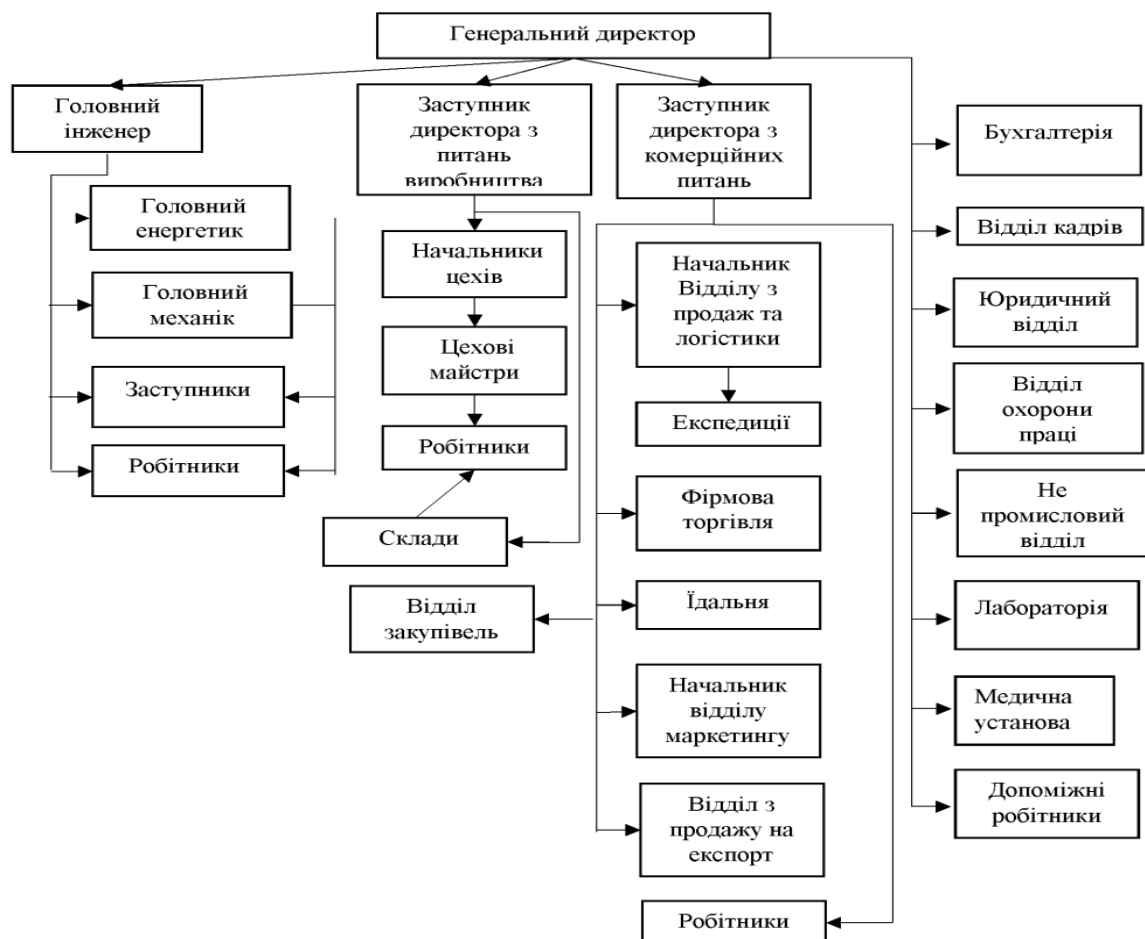 Генеральний директор
Головний
інженер
Заступник
директора з
питань
виробництва
Заступник
директора з
комерційних
питань
Бухгалтерія
Головний
енергетик
Відділ кадрів
Начальники
цехів
Начальник
Відділу з
продаж та
логістики
Головний
механік
Юридичний
відділ
Цехові
майстри
Заступники
Відділ
охорони
праці
Експедиції
Робітники
Робітники
Фірмова
торгівля
Не
промисловий
відділ
Склади
Відділ
закупівель
Їдальня
Лабораторія
Начальник
відділу
маркетингу
Медична
установа
Відділ з
продажу на
експорт
Допоміжні
робітники
Робітники